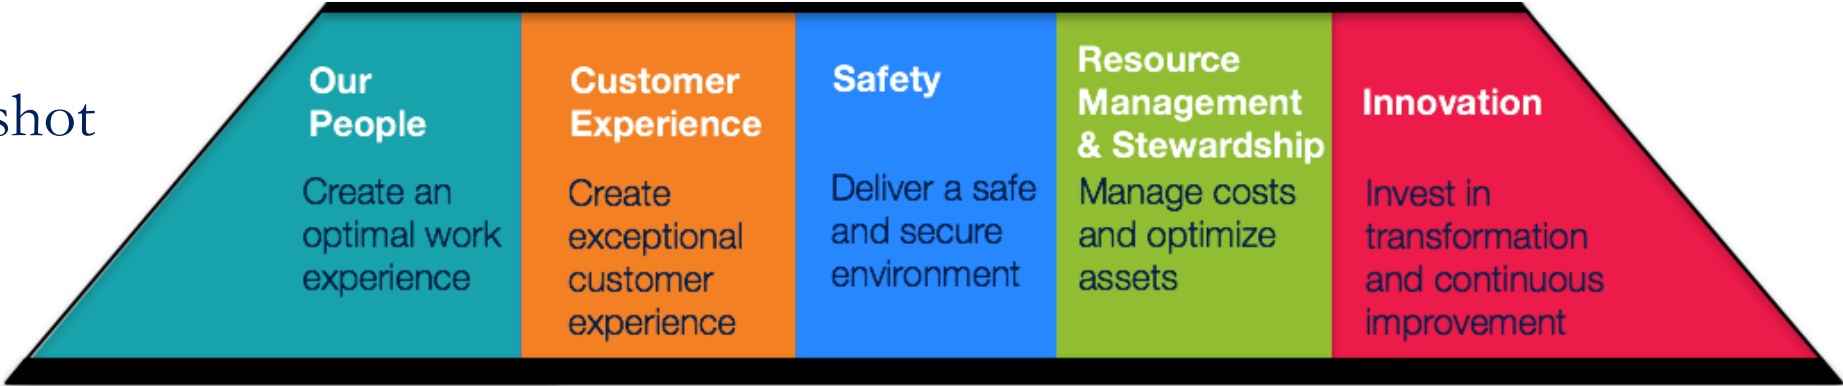 shot
Our
People
Create an
optimal work
experience
Customer
Experience
Create
exceptional
customer
experience
Safety
Deliver a safe
and secure
environment
Resource
Management
& Stewardship
Manage costs
and optimize
assets
Innovation
Invest in
transformation
and continuous
improvement